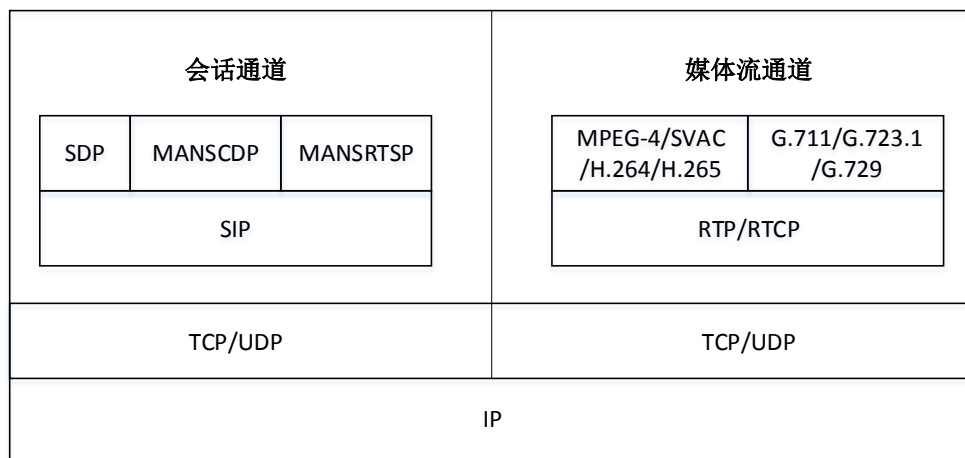 会话通道
媒体流通道
SDP
MANSCDP
MANSRTSP
MPEG-4/SVAC
/H.264/H.265
G.711/G.723.1
/G.729
SIP
RTP/RTCP
TCP/UDP
TCP/UDP
IP